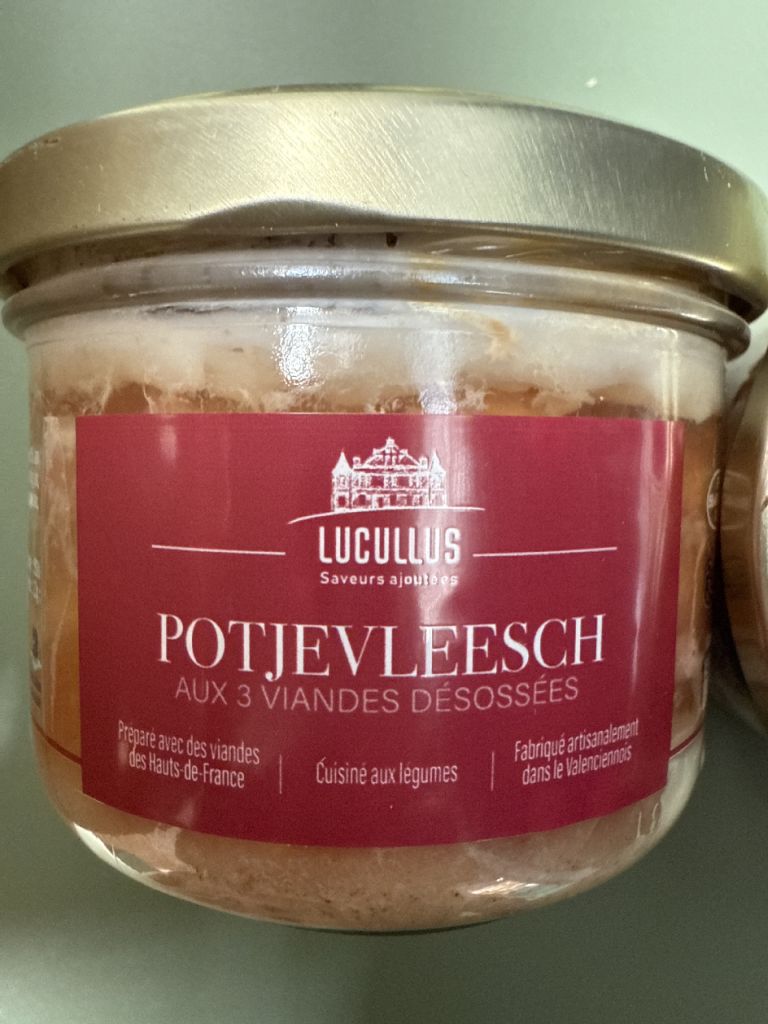 LUCULLUS
Saveurs ajoutées
POTJEVLEESCH
AUX 3 VIANDES DÉSOSSÉES
Préparé avec des viandes
des Hauts-de-France
Cuisiné aux légumes
Fabriqué artisanalement
dans le Valenciennois